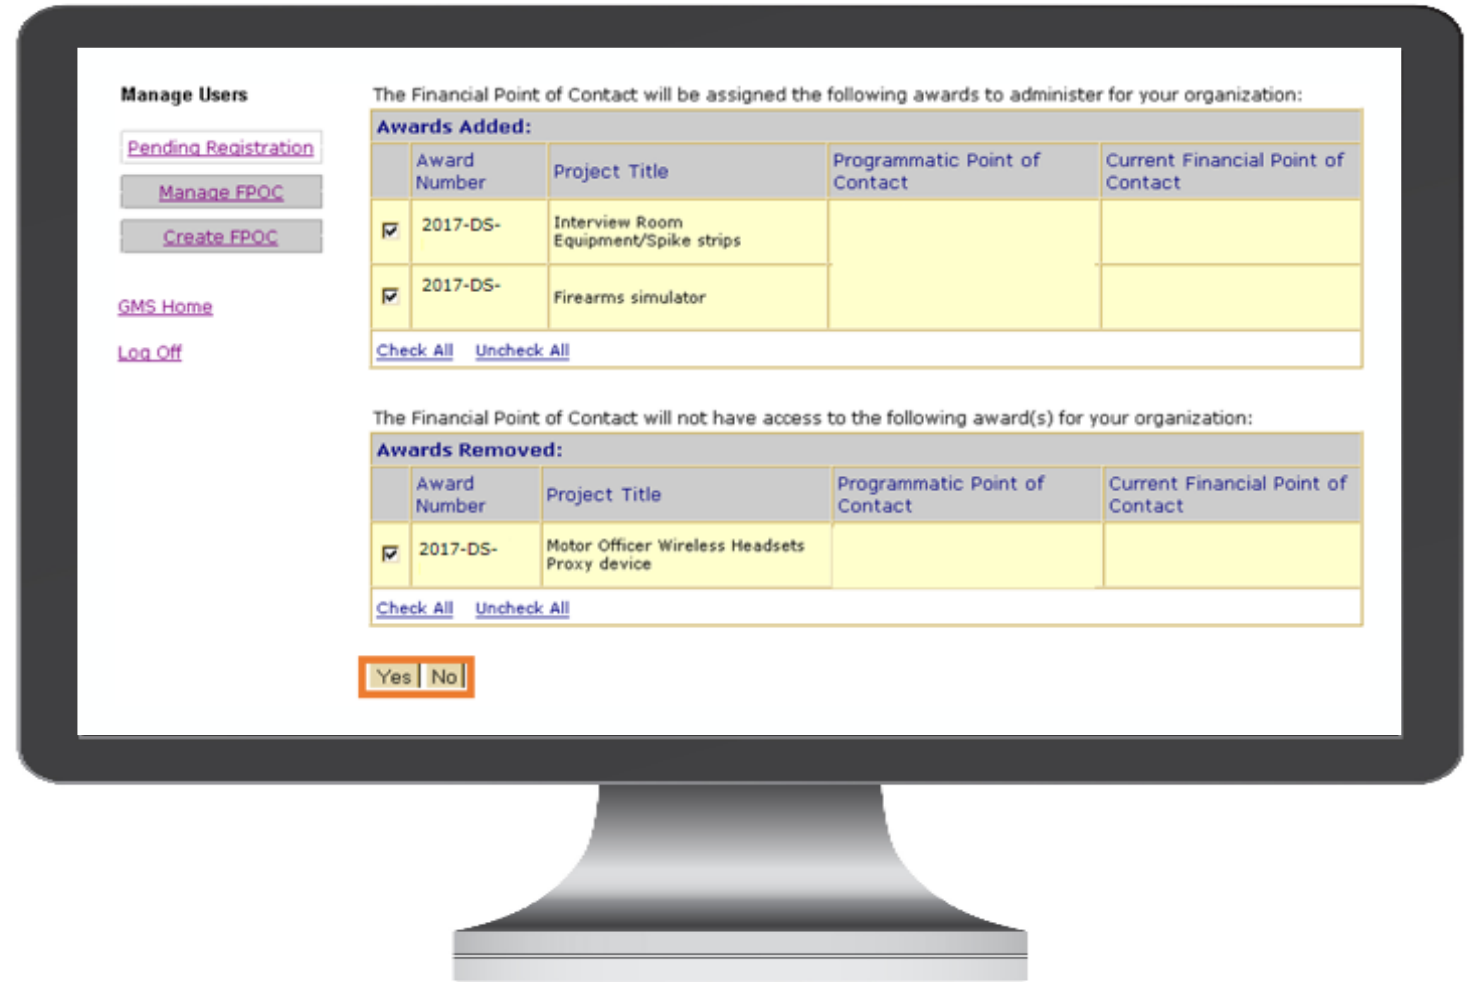 Manage Users
Pending Registration
Manage FPOC
Create FPOC
GMS Home
Log Off
The Financial Point of Contact will be assigned the following awards to administer for your organization:
Awards Added:
Award Number
Project Title
Programmatic Point of Contact
Current Financial Point of Contact
2017-DS-
Interview Room
Equipment/Spike strips
2017-DS-
Firearms simulator
Check All Uncheck All
The Financial Point of Contact will not have access to the following award(s) for your organization:
Awards Removed:
Award Number
Project Title
Programmatic Point of Contact
Current Financial Point of Contact
2017-DS-
Motor Officer Wireless Headsets
Proxy device
Check All Uncheck All
Yes No